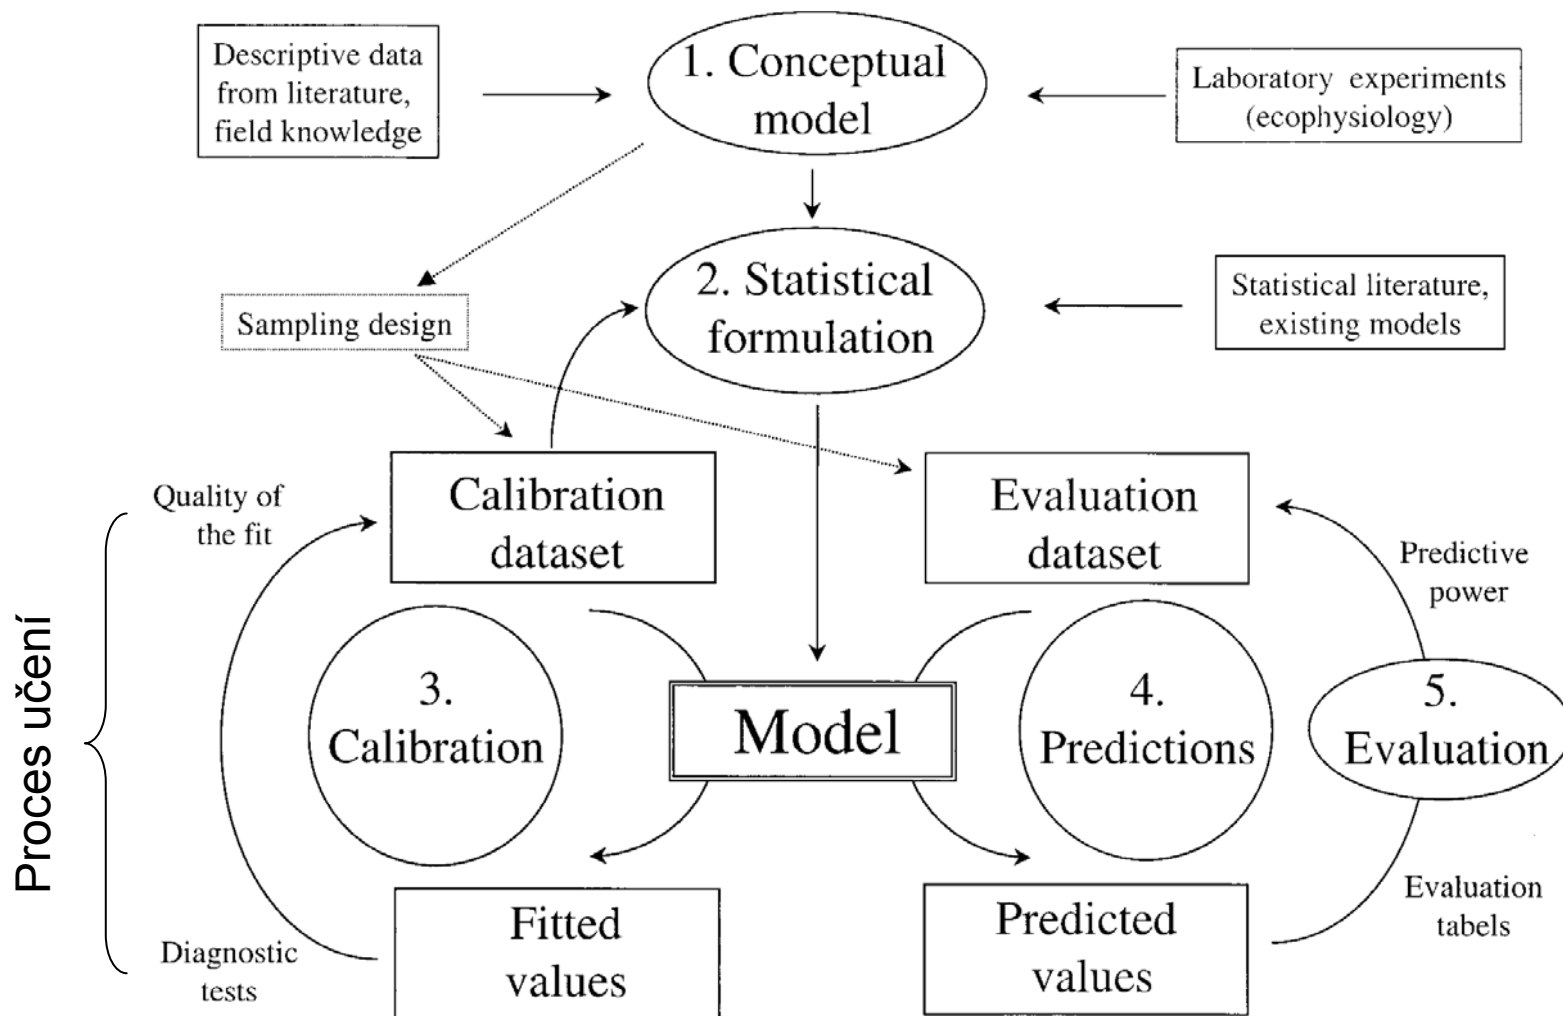 Descriptive data
from literature,
field knowledge
1. Conceptual
model
Laboratory experiments
(ecophysiology)
Sampling design
2. Statistical
formulation
Statistical literature,
existing models
Quality of
the fit
Calibration
dataset
Evaluation
dataset
Predictive
power
Proces učení
3.
Calibration
Model
4.
Predictions
5.
Evaluation
Diagnostic
tests
Fitted
values
Predicted
values
Evaluation
tabels